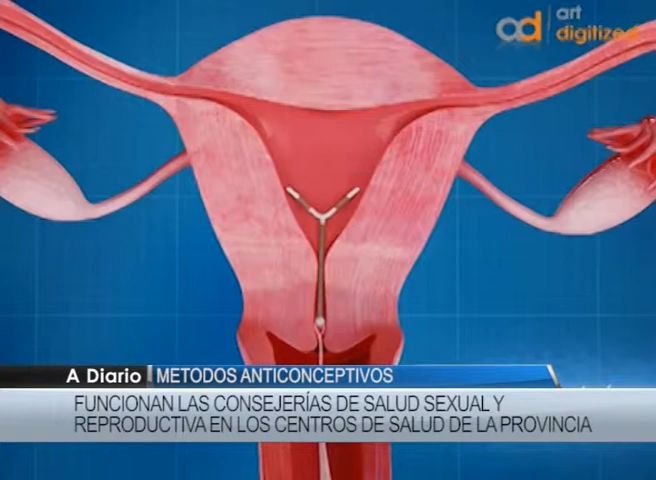 ad art
digitized
A Diario METODOS ANTICONCEPTIVOS
FUNCIONAN LAS CONSEJERÍAS DE SALUD SEXUAL Y
REPRODUCTIVA EN LOS CENTROS DE SALUD DE LA PROVINCIA